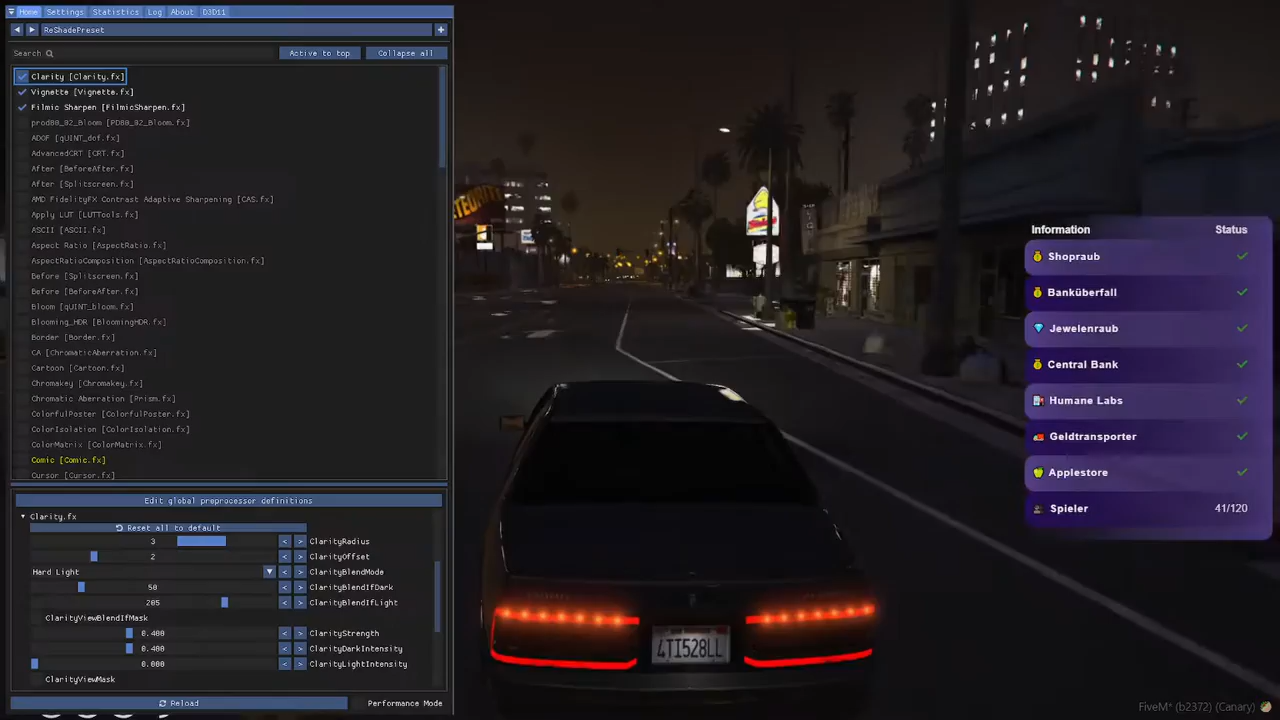 Home Settings Statistics Log About D3D11
ReShadePreset
Search Active to top Collapse all
Clarity [Clarity.fx]
Vignette [Vignette.fx]
Filmic Sharpen [FilmicSharpen.fx]
prod80_02_Bloom [PD80_02_Bloom.fx]
ADOF [qUINT_dof.fx]
AdvancedCRT [CRT.fx]
After [BeforeAfter.fx]
After [Splitscreen.fx]
AMD FidelityFX Contrast Adaptive Sharpening [CAS.fx]
Apply LUT [LUTTools.fx]
ASCII [ASCII.fx]
Aspect Ratio [AspectRatio.fx]
AspectRatioComposition [AspectRatioComposition.fx]
Before [Splitscreen.fx]
Before [BeforeAfter.fx]
Bloom [qUINT_bloom.fx]
Blooming_HDR [BloomingHDR.fx]
Border [Border.fx]
CA [ChromaticAberration.fx]
Cartoon [Cartoon.fx]
Chromakey [Chromakey.fx]
Chromatic Aberration [Prism.fx]
ColorfulPoster [ColorfulPoster.fx]
ColorIsolation [ColorIsolation.fx]
ColorMatrix [ColorMatrix.fx]
Comic [Comic.fx]
Cursor [Cursor.fx]
Edit global preprocessor definitions
Clarity.fx
Reset all to default
3 < > ClarityRadius
2 < > ClarityOffset
Hard Light < > ClarityBlendMode
50 < > ClarityBlendIfDark
205 < > ClarityBlendIfLight
ClarityViewBlendIfMask
0.400 < > ClarityStrength
0.400 < > ClarityDarkIntensity
0.000 < > ClarityLightIntensity
ClarityViewMask
Reload Performance Mode
Information Status
Shopraub
Banküberfall
Jewelenraub
Central Bank
Humane Labs
Geldtransporter
Applestore
Spieler 41/120
4TI528LL
FiveM* (b2372) (Canary)